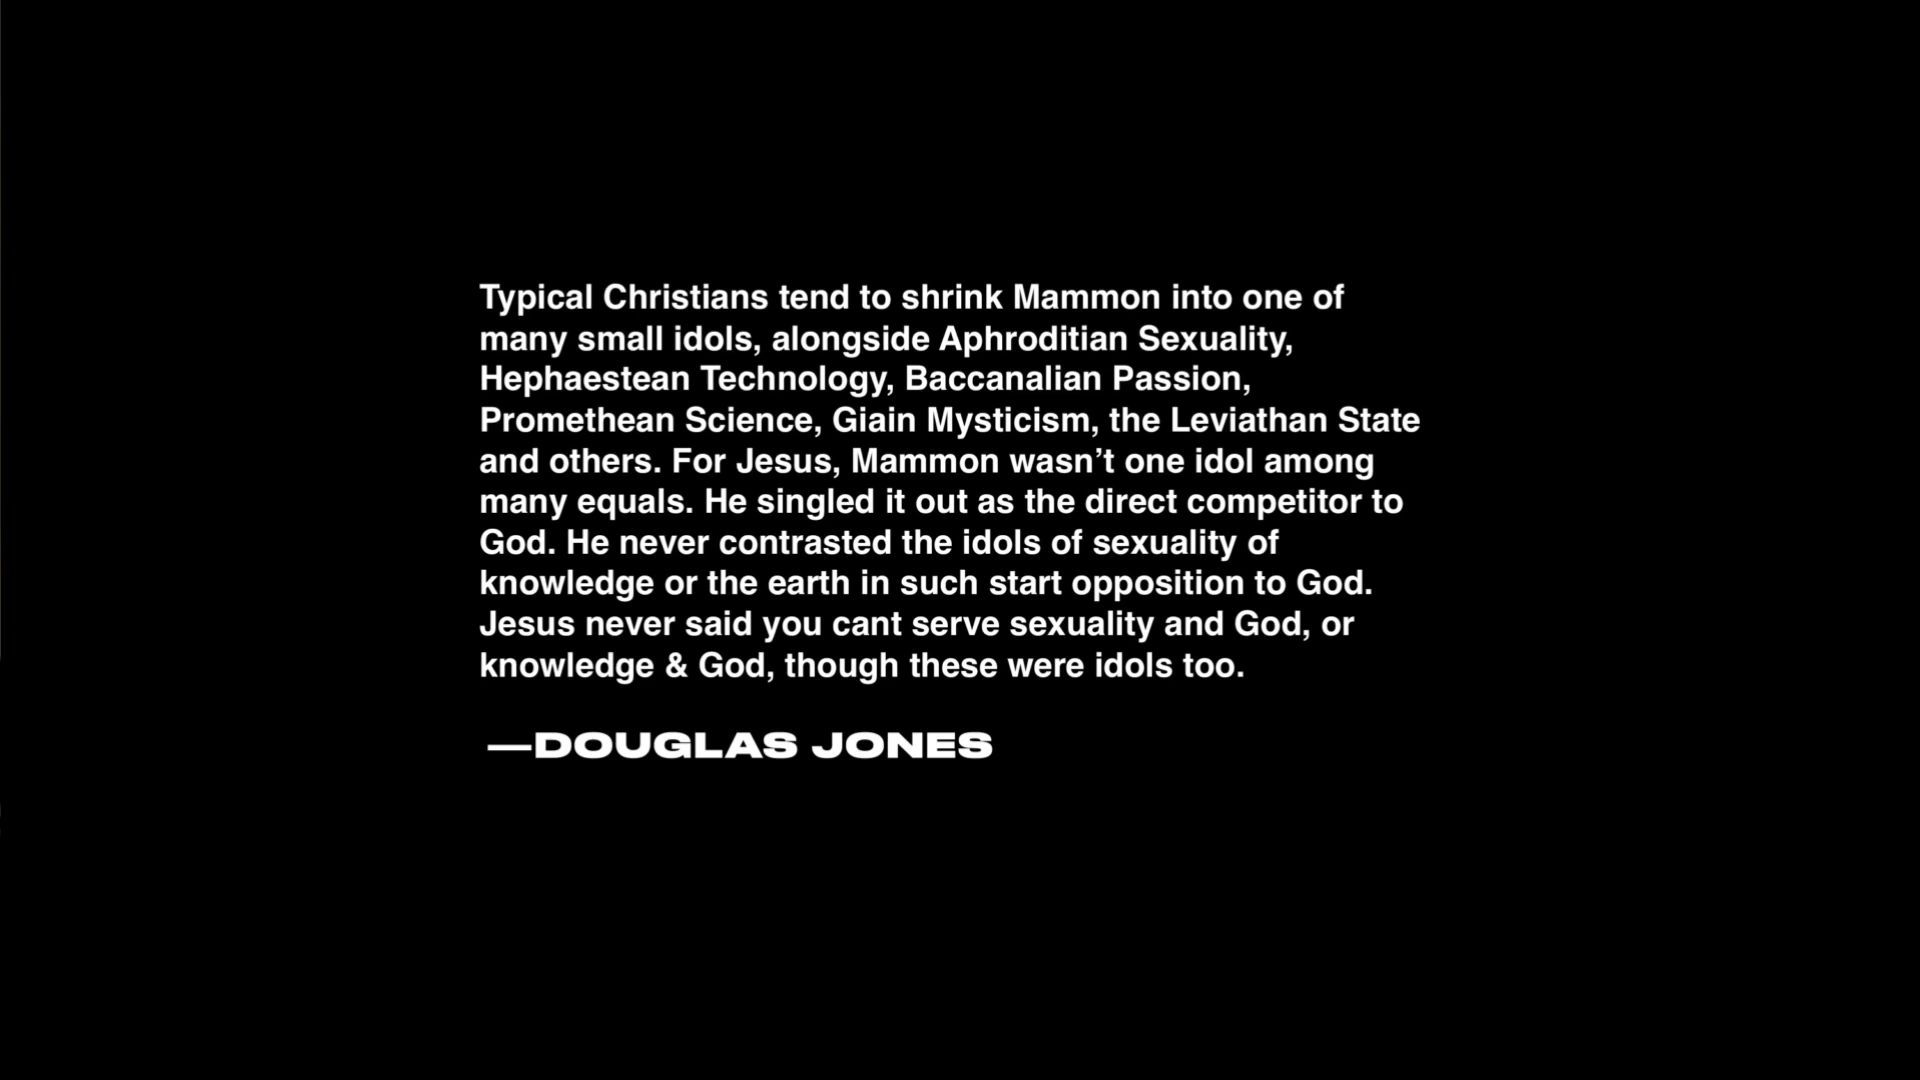 Typical Christians tend to shrink Mammon into one of
many small idols, alongside Aphroditian Sexuality,
Hephaestean Technology, Baccanalian Passion,
Promethean Science, Giain Mysticism, the Leviathan State
and others. For Jesus, Mammon wasn’t one idol among
many equals. He singled it out as the direct competitor to
God. He never contrasted the idols of sexuality of
knowledge or the earth in such start opposition to God.
Jesus never said you cant serve sexuality and God, or
knowledge & God, though these were idols too.
—DOUGLAS JONES